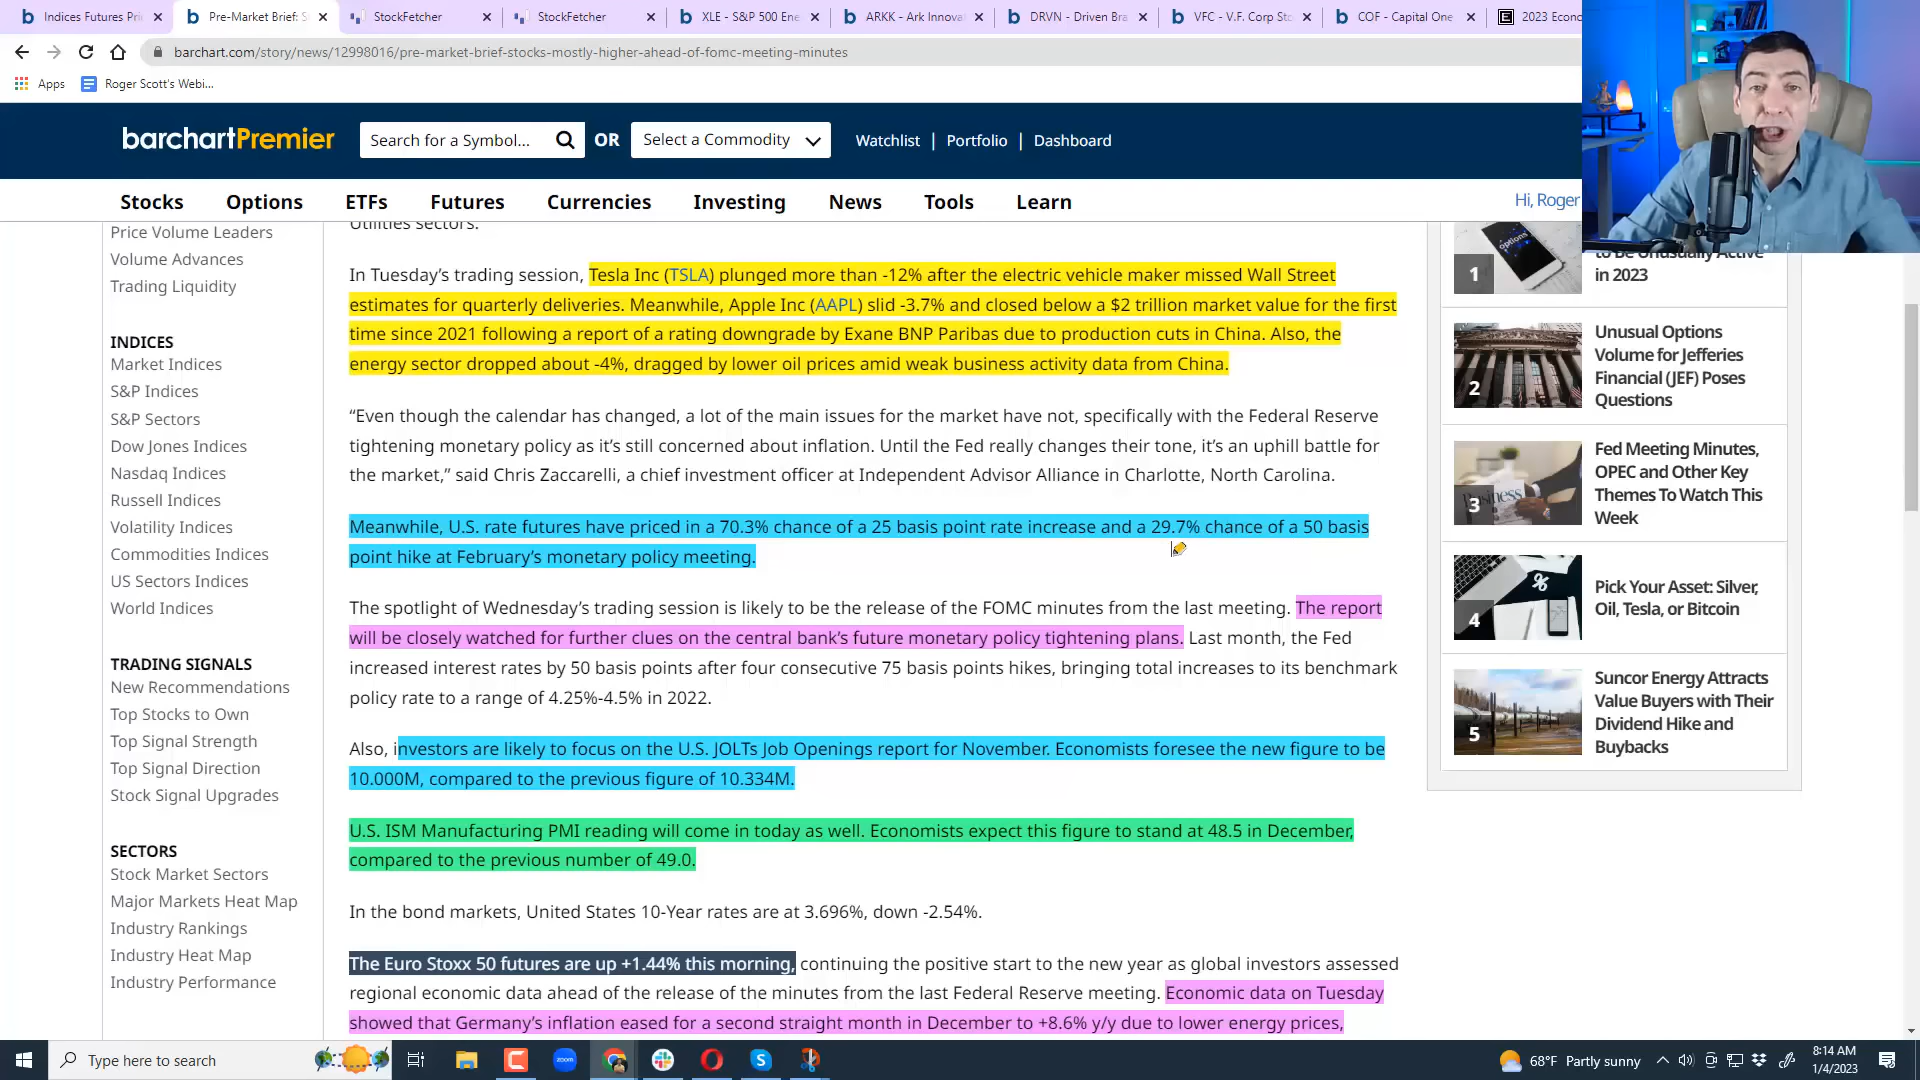 Indices Futures Pri
Pre-Market Brief: S
StockFetcher
StockFetcher
XLE - S&P 500 Ene
ARKK - Ark Innova
DRVN - Driven Bra
VFC - V.F. Corp Sto
COF - Capital One
2023 Econo
barchart.com/story/news/12998016/pre-market-brief-stocks-mostly-higher-ahead-of-fomc-meeting-minutes
Apps
Roger Scott's Webi...
barchartPremier
Search for a Symbol...
OR
Select a Commodity
Watchlist | Portfolio | Dashboard
Stocks Options ETFs Futures Currencies Investing News Tools Learn
Hi, Roger
Price Volume Leaders
Volume Advances
Trading Liquidity
INDICES
Market Indices
S&P Indices
S&P Sectors
Dow Jones Indices
Nasdaq Indices
Russell Indices
Volatility Indices
Commodities Indices
US Sectors Indices
World Indices
TRADING SIGNALS
New Recommendations
Top Stocks to Own
Top Signal Strength
Top Signal Direction
Stock Signal Upgrades
SECTORS
Stock Market Sectors
Major Markets Heat Map
Industry Rankings
Industry Heat Map
Industry Performance
Utilities sectors.
In Tuesday's trading session, Tesla Inc (TSLA) plunged more than -12% after the electric vehicle maker missed Wall Street
estimates for quarterly deliveries. Meanwhile, Apple Inc (AAPL) slid -3.7% and closed below a $2 trillion market value for the first
time since 2021 following a report of a rating downgrade by Exane BNP Paribas due to production cuts in China. Also, the
energy sector dropped about -4%, dragged by lower oil prices amid weak business activity data from China.
“Even though the calendar has changed, a lot of the main issues for the market have not, specifically with the Federal Reserve
tightening monetary policy as it's still concerned about inflation. Until the Fed really changes their tone, it's an uphill battle for
the market,” said Chris Zaccarelli, a chief investment officer at Independent Advisor Alliance in Charlotte, North Carolina.
Meanwhile, U.S. rate futures have priced in a 70.3% chance of a 25 basis point rate increase and a 29.7% chance of a 50 basis
point hike at February's monetary policy meeting.
The spotlight of Wednesday's trading session is likely to be the release of the FOMC minutes from the last meeting. The report
will be closely watched for further clues on the central bank's future monetary policy tightening plans. Last month, the Fed
increased interest rates by 50 basis points after four consecutive 75 basis points hikes, bringing total increases to its benchmark
policy rate to a range of 4.25%-4.5% in 2022.
Also, investors are likely to focus on the U.S. JOLTs Job Openings report for November. Economists foresee the new figure to be
10.000M, compared to the previous figure of 10.334M.
U.S. ISM Manufacturing PMI reading will come in today as well. Economists expect this figure to stand at 48.5 in December,
compared to the previous number of 49.0.
In the bond markets, United States 10-Year rates are at 3.696%, down -2.54%.
The Euro Stoxx 50 futures are up +1.44% this morning, continuing the positive start to the new year as global investors assessed
regional economic data ahead of the release of the minutes from the last Federal Reserve meeting. Economic data on Tuesday
showed that Germany's inflation eased for a second straight month in December to +8.6% y/y due to lower energy prices,
options
1
to be Unusually Active
in 2023
2
Unusual Options
Volume for Jefferies
Financial (JEF) Poses
Questions
Business
3
Fed Meeting Minutes,
OPEC and Other Key
Themes To Watch This
Week
%
4
Pick Your Asset: Silver,
Oil, Tesla, or Bitcoin
5
Suncor Energy Attracts
Value Buyers with Their
Dividend Hike and
Buybacks
Type here to search
zoom
68°F Partly sunny
8:14 AM
1/4/2023